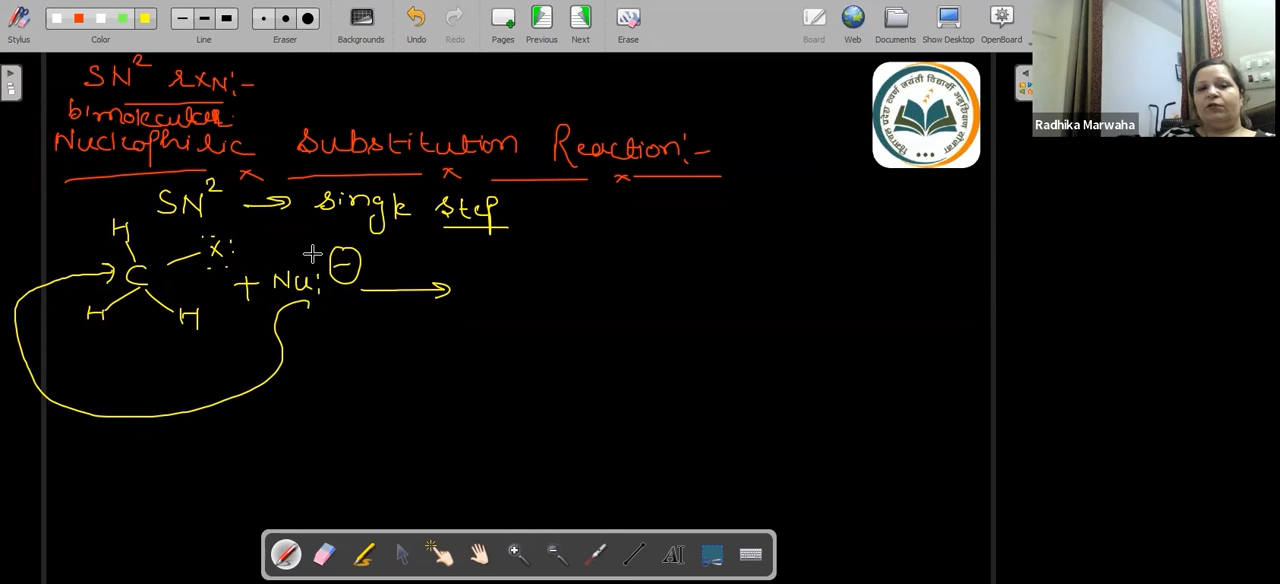 Stylus Color Line Eraser Backgrounds Undo Redo Pages Previous Next Erase Board Web Documents Show Desktop OpenBoard
SN² rxN:-
bimolecular
Nucleophilic Substitution Reaction:-
SN² → single step
H
X
C
+ Nu: ⊖ →
H H
Radhika Marwaha
AI